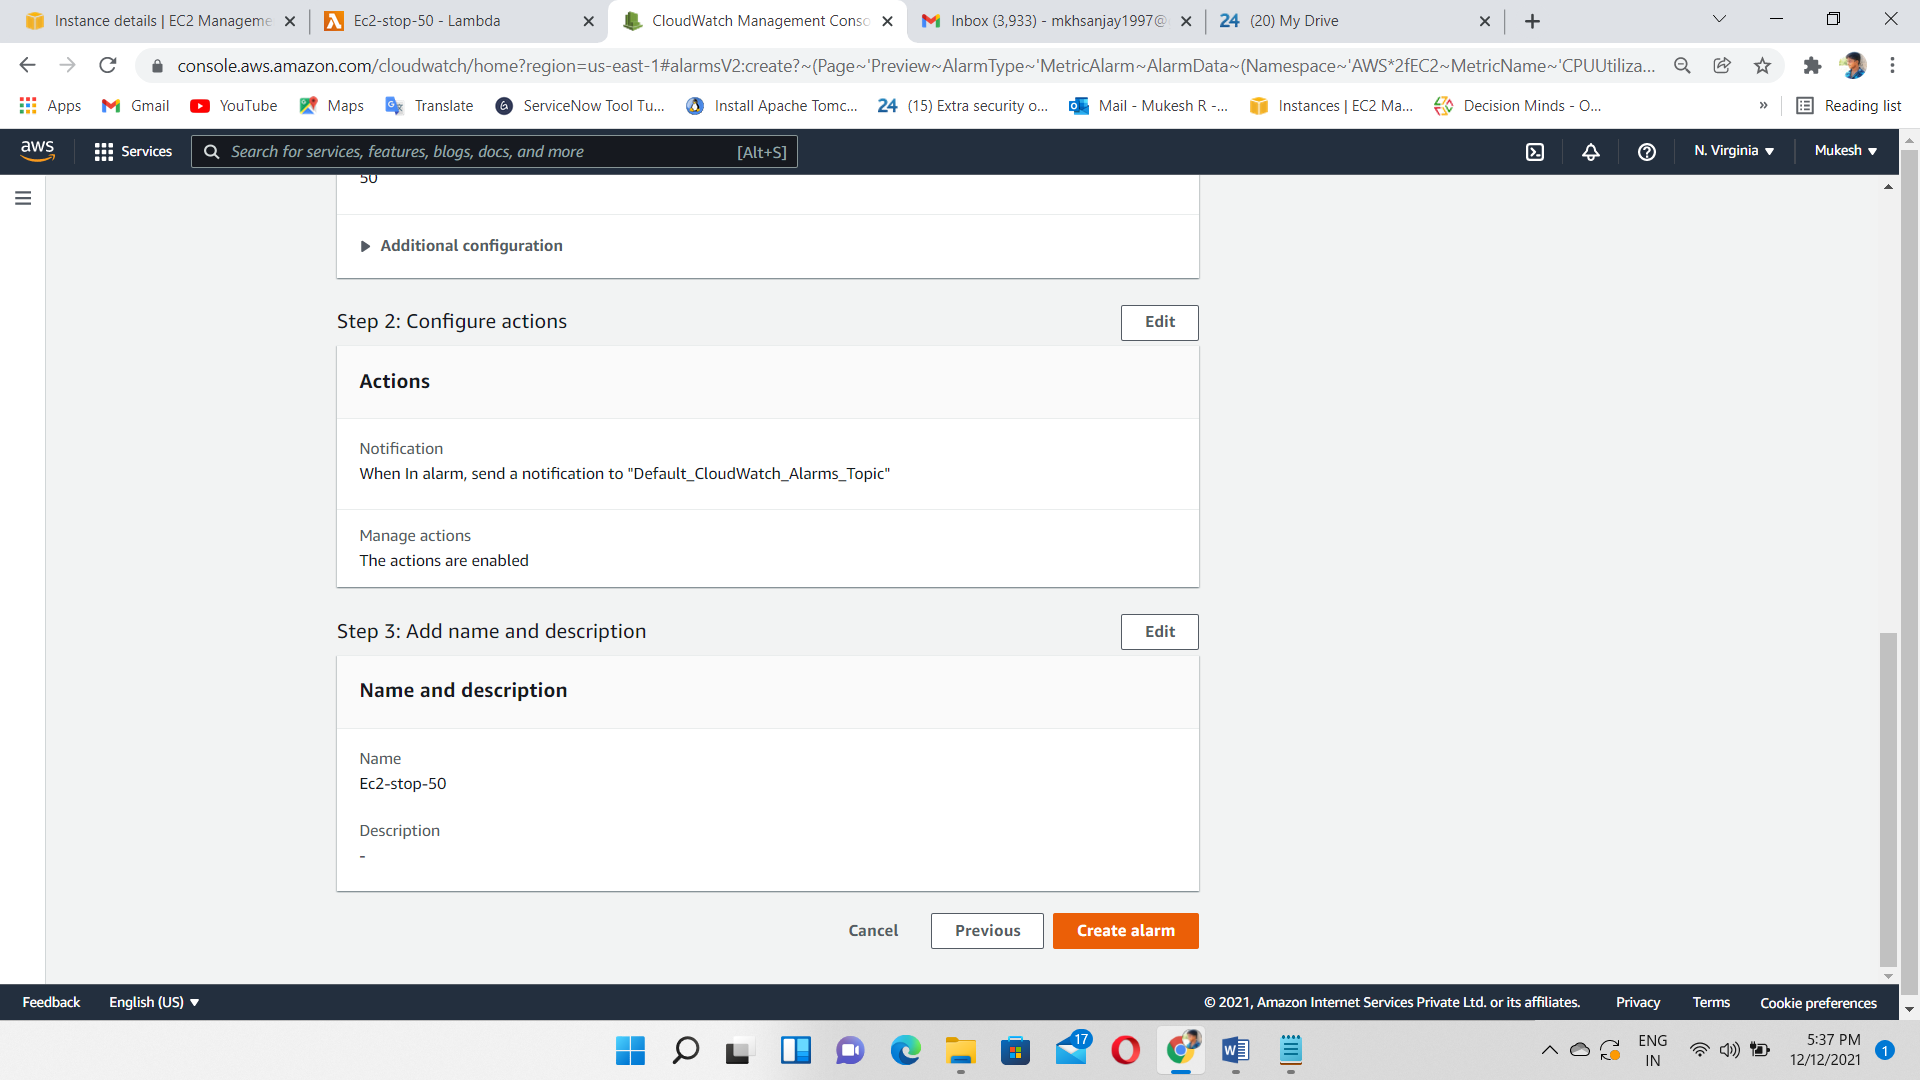 Instance details | EC2 Manageme
Ec2-stop-50 - Lambda
CloudWatch Management Conso
Inbox (3,933) - mkhsanjay1997@
24 (20) My Drive
console.aws.amazon.com/cloudwatch/home?region=us-east-1#alarmsV2:create?~(Page~'Preview~AlarmType~'MetricAlarm~AlarmData~(Namespace~'AWS*2fEC2~MetricName~'CPUUtiliza...
Apps
Gmail
YouTube
Maps
Translate
ServiceNow Tool Tu...
Install Apache Tomc...
24 (15) Extra security o...
Mail - Mukesh R -...
Instances | EC2 Ma...
Decision Minds - O...
»
Reading list
aws
Services
Search for services, features, blogs, docs, and more
[Alt+S]
N. Virginia
Mukesh
50
Additional configuration
Step 2: Configure actions
Edit
Actions
Notification
When In alarm, send a notification to "Default_CloudWatch_Alarms_Topic"
Manage actions
The actions are enabled
Step 3: Add name and description
Edit
Name and description
Name
Ec2-stop-50
Description
-
Cancel
Previous
Create alarm
Feedback
English (US)
© 2021, Amazon Internet Services Private Ltd. or its affiliates.
Privacy
Terms
Cookie preferences
17
ENG
IN
5:37 PM
12/12/2021
1